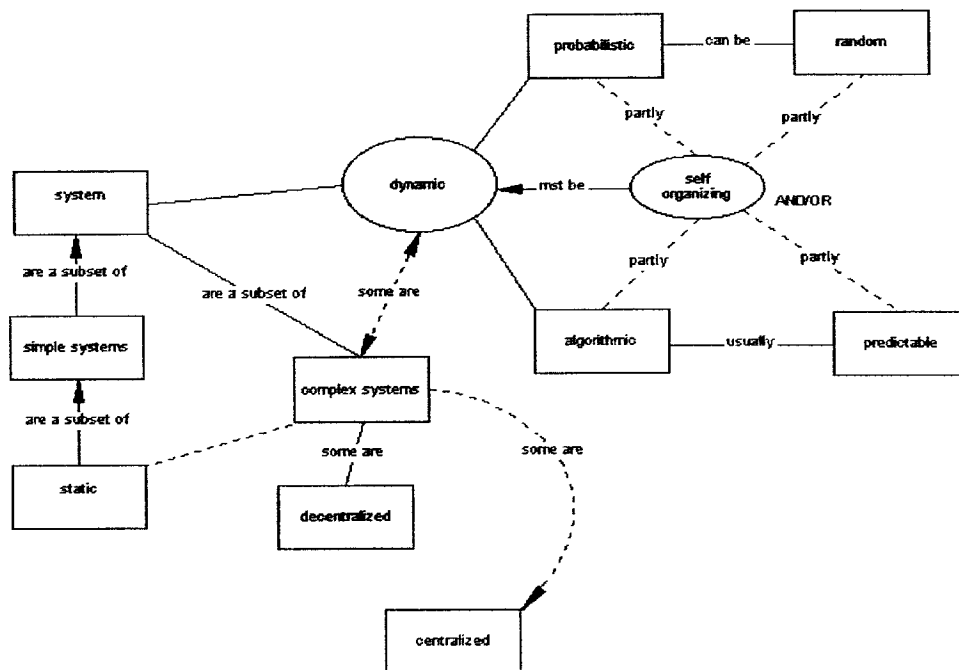 probabilistic
can be
random
partly
partly
dynamic
mst be
self
organizing
AND/OR
system
are a subset of
are a subset of
some are
partly
partly
simple systems
algorithmic
usually
predictable
complex systems
are a subset of
some are
some are
static
decentralized
centralized